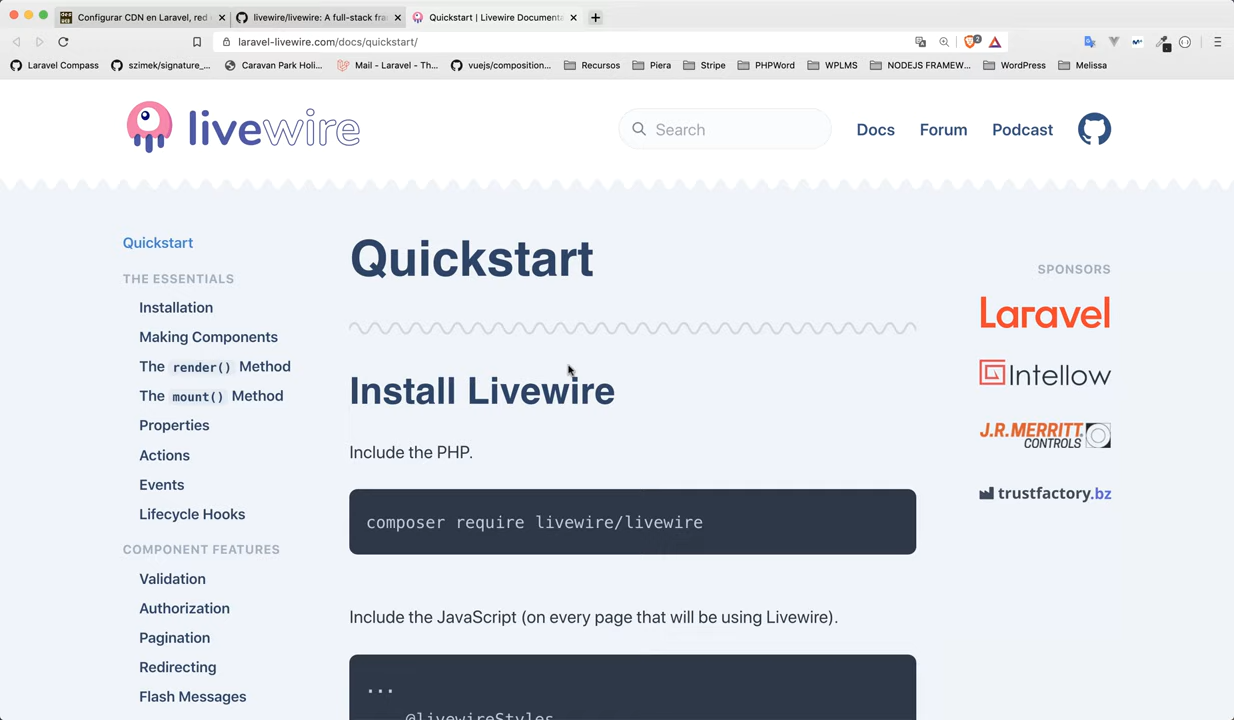 Configurar CDN en Laravel, red
livewire/livewire: A full-stack fra
Quickstart | Livewire Documenta
laravel-livewire.com/docs/quickstart/
2
Laravel Compass
szimek/signature_...
Caravan Park Holi...
Mail - Laravel - Th...
vuejs/composition...
Recursos
Piera
Stripe
PHPWord
WPLMS
NODEJS FRAMEW...
WordPress
Melissa
livewire
Search
Docs
Forum
Podcast
Quickstart
THE ESSENTIALS
Installation
Making Components
The render() Method
The mount() Method
Properties
Actions
Events
Lifecycle Hooks
COMPONENT FEATURES
Validation
Authorization
Pagination
Redirecting
Flash Messages
Quickstart
Install Livewire
Include the PHP.
composer require livewire/livewire
Include the JavaScript (on every page that will be using Livewire).
...
@livewireStyles
SPONSORS
Laravel
Intellow
J.R.MERRITT
CONTROLS
trustfactory.bz